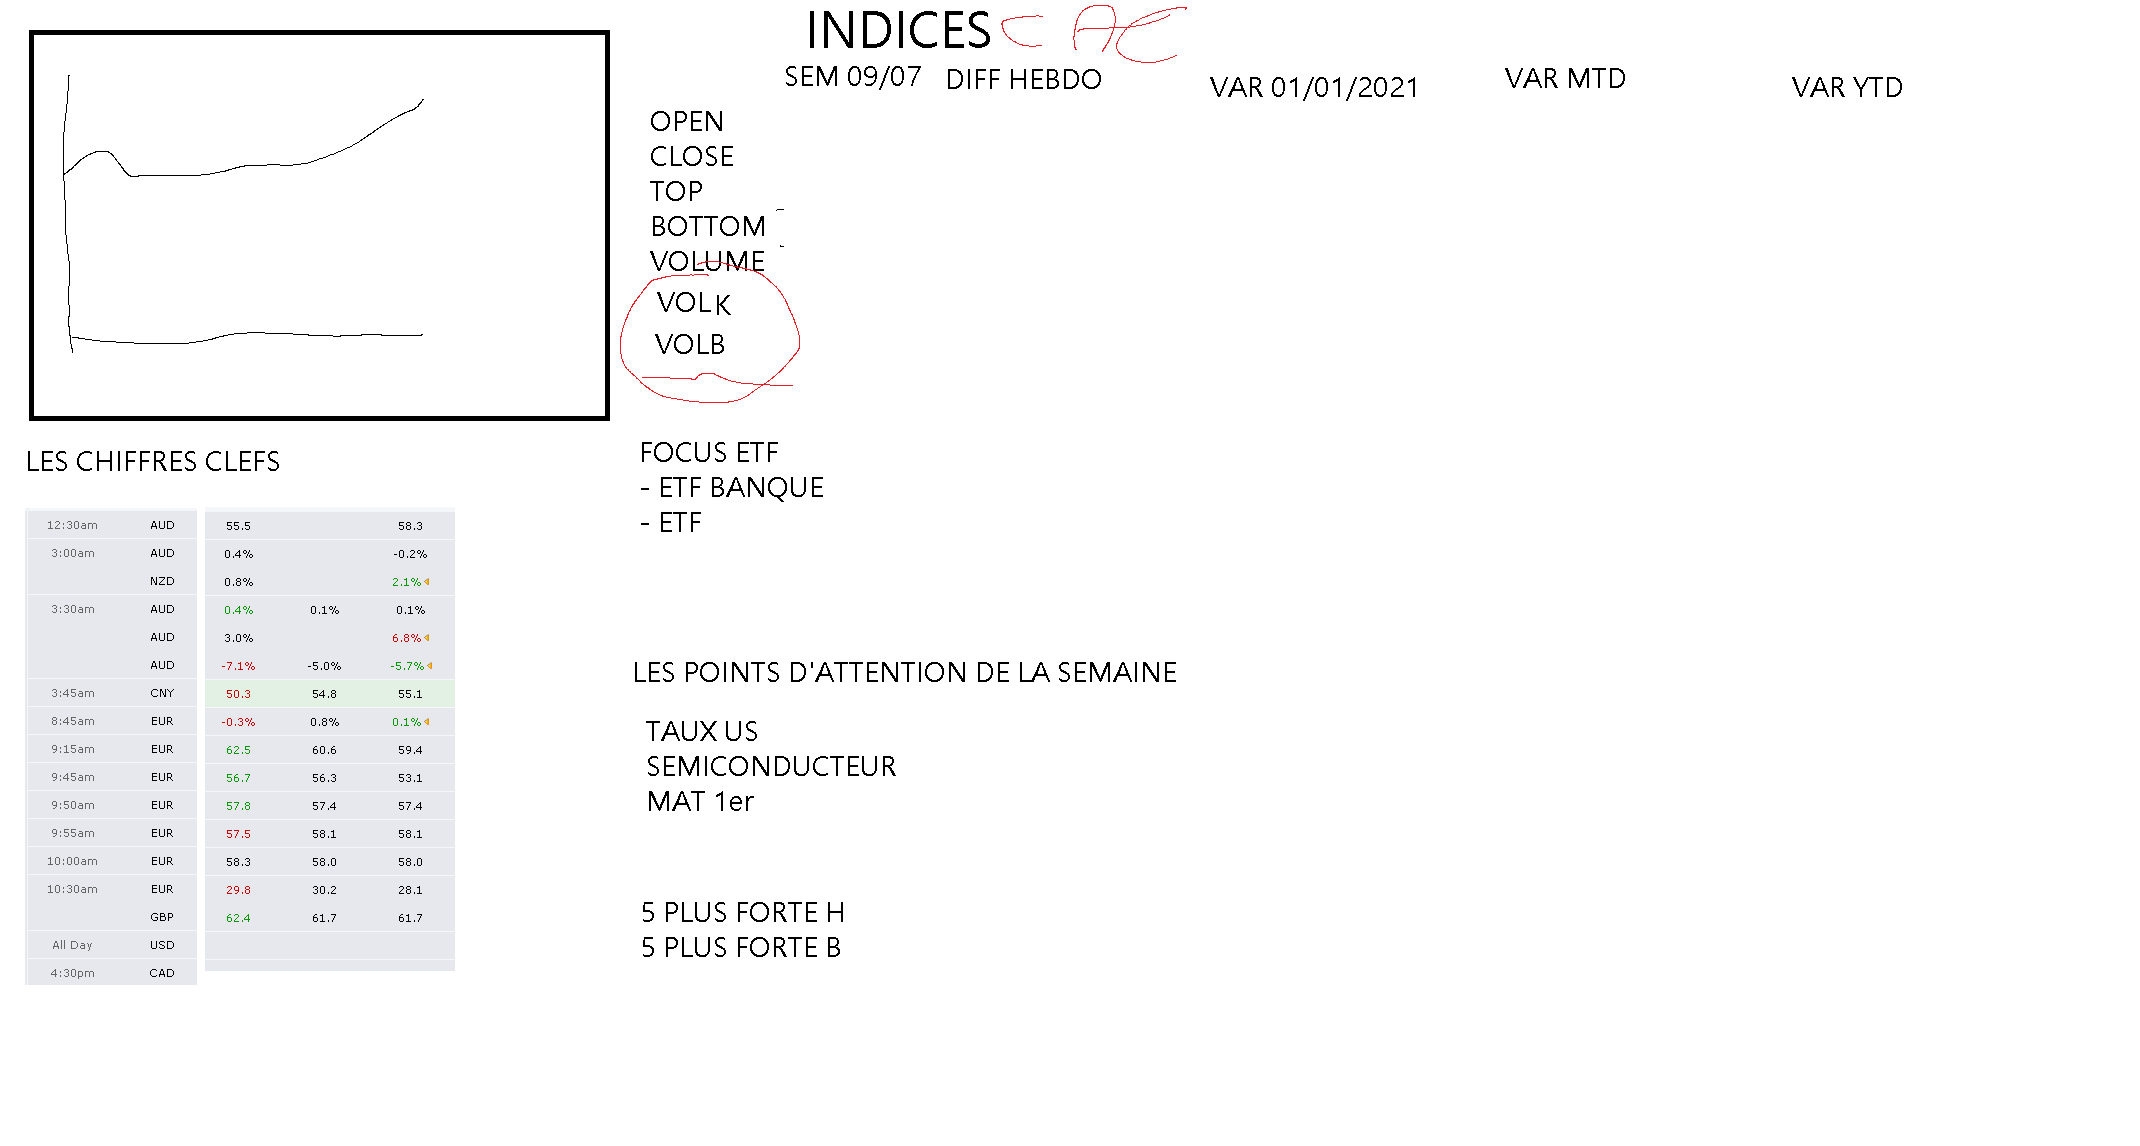 INDICES CAC
SEM 09/07 DIFF HEBDO VAR 01/01/2021 VAR MTD VAR YTD
OPEN
CLOSE
TOP
BOTTOM
VOLUME
VOLK
VOLB
LES CHIFFRES CLEFS
12:30am AUD 55.5 58.3
3:00am AUD 0.4% -0.2%
NZD 0.8% 2.1%
3:30am AUD 0.4% 0.1% 0.1%
AUD 3.0% 6.8%
AUD -7.1% -5.0% -5.7%
3:45am CNY 50.3 54.8 55.1
8:45am EUR -0.3% 0.8% 0.1%
9:15am EUR 62.5 60.6 59.4
9:45am EUR 56.7 56.3 53.1
9:50am EUR 57.8 57.4 57.4
9:55am EUR 57.5 58.1 58.1
10:00am EUR 58.3 58.0 58.0
10:30am EUR 29.8 30.2 28.1
GBP 62.4 61.7 61.7
All Day USD
4:30pm CAD
FOCUS ETF
- ETF BANQUE
- ETF
LES POINTS D'ATTENTION DE LA SEMAINE
TAUX US
SEMICONDUCTEUR
MAT 1er
5 PLUS FORTE H
5 PLUS FORTE B